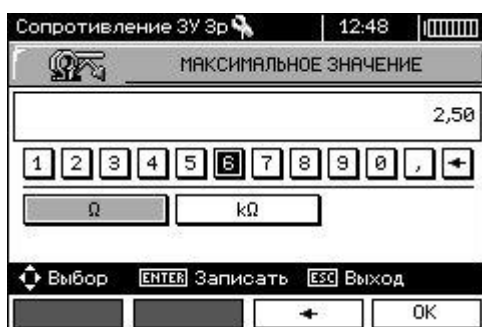 Сопротивление ЗУ 3p 12:48
МАКСИМАЛЬНОЕ ЗНАЧЕНИЕ
2,50
1 2 3 4 5 6 7 8 9 0 , ←
Ω kΩ
Выбор ENTER Записать ESC Выход
← OK